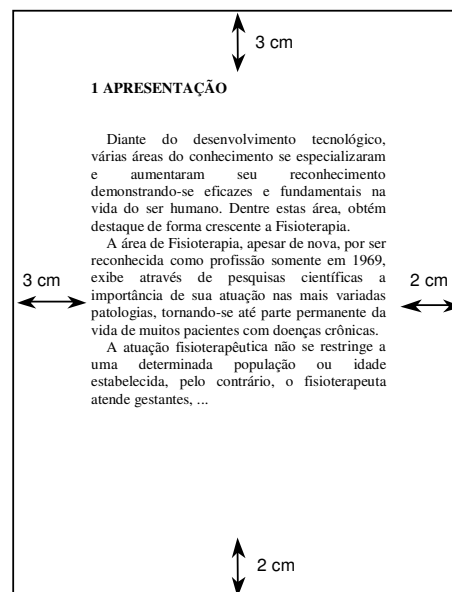 3 cm
1 APRESENTAÇÃO
Diante do desenvolvimento tecnológico,
várias áreas do conhecimento se especializaram
e aumentaram seu reconhecimento
demonstrando-se eficazes e fundamentais na
vida do ser humano. Dentre estas área, obtém
destaque de forma crescente a Fisioterapia.
A área de Fisioterapia, apesar de nova, por ser
reconhecida como profissão somente em 1969,
exibe através de pesquisas científicas a
importância de sua atuação nas mais variadas
patologias, tornando-se até parte permanente da
vida de muitos pacientes com doenças crônicas.
A atuação fisioterapêutica não se restringe a
uma determinada população ou idade
estabelecida, pelo contrário, o fisioterapeuta
atende gestantes, ...
3 cm
2 cm
2 cm